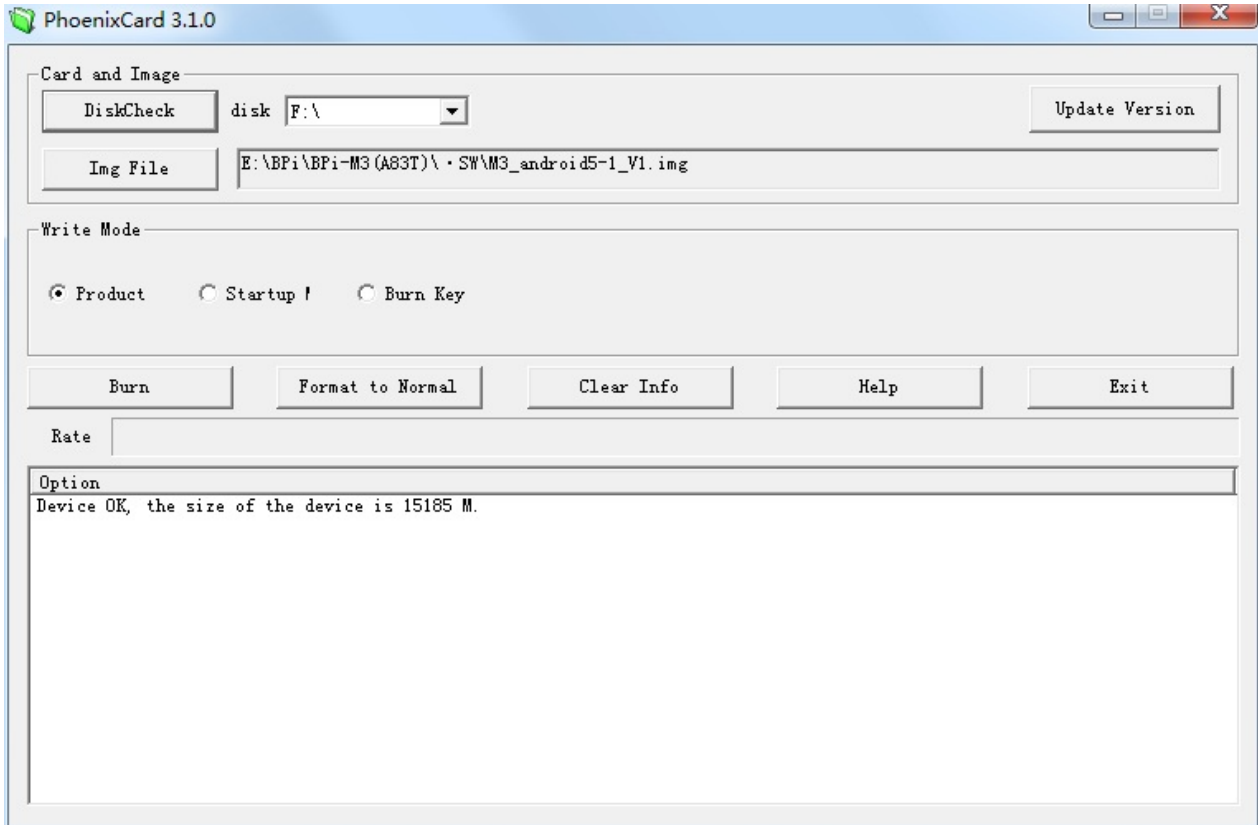 PhoenixCard 3.1.0
Card and Image
DiskCheck disk F:\ Update Version
Img File E:\BPi\BPi-M3(A83T)\·SW\M3_android5-1_V1.img
Write Mode
Product Startup Burn Key
Burn Format to Normal Clear Info Help Exit
Rate
Option
Device OK, the size of the device is 15185 M.